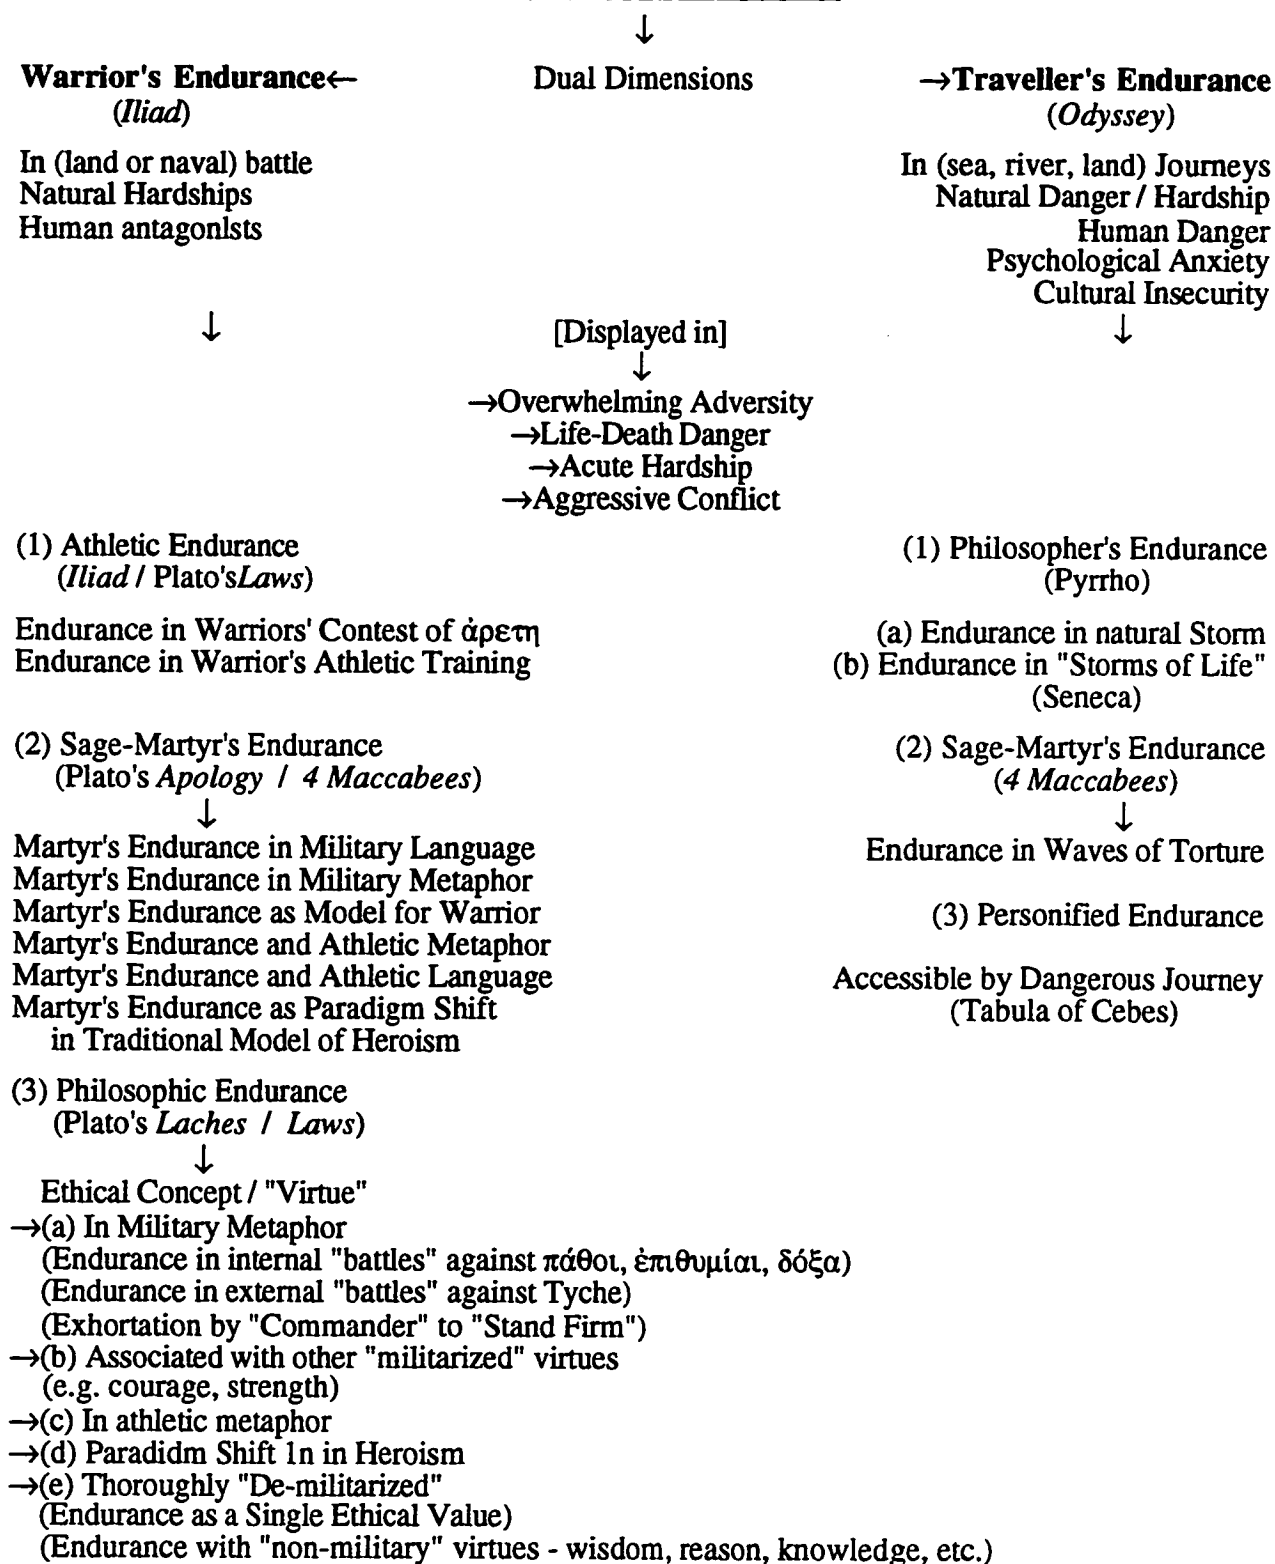 ↓
Warrior's Endurance← Dual Dimensions →Traveller's Endurance
(Iliad) (Odyssey)
In (land or naval) battle
Natural Hardships
Human antagonlsts
In (sea, river, land) Journeys
Natural Danger / Hardship
Human Danger
Psychological Anxiety
Cultural Insecurity
↓ [Displayed in] ↓
↓
→Overwhelming Adversity
→Life-Death Danger
→Acute Hardship
→Aggressive Conflict
(1) Athletic Endurance
(Iliad / Plato'sLaws)
Endurance in Warriors' Contest of άρετη
Endurance in Warrior's Athletic Training
(2) Sage-Martyr's Endurance
(Plato's Apology / 4 Maccabees)
↓
Martyr's Endurance in Military Language
Martyr's Endurance in Military Metaphor
Martyr's Endurance as Model for Warrior
Martyr's Endurance and Athletic Metaphor
Martyr's Endurance and Athletic Language
Martyr's Endurance as Paradigm Shift
in Traditional Model of Heroism
(3) Philosophic Endurance
(Plato's Laches / Laws)
↓
Ethical Concept / "Virtue"
→(a) In Military Metaphor
(Endurance in internal "battles" against πάθοι, ἐπιθυμίαι, δόξα)
(Endurance in external "battles" against Tyche)
(Exhortation by "Commander" to "Stand Firm")
→(b) Associated with other "militarized" virtues
(e.g. courage, strength)
→(c) In athletic metaphor
→(d) Paradidm Shift 1n in Heroism
→(e) Thoroughly "De-militarized"
(Endurance as a Single Ethical Value)
(Endurance with "non-military" virtues - wisdom, reason, knowledge, etc.)
(1) Philosopher's Endurance
(Pyrrho)
(a) Endurance in natural Storm
(b) Endurance in "Storms of Life"
(Seneca)
(2) Sage-Martyr's Endurance
(4 Maccabees)
↓
Endurance in Waves of Torture
(3) Personified Endurance
Accessible by Dangerous Journey
(Tabula of Cebes)